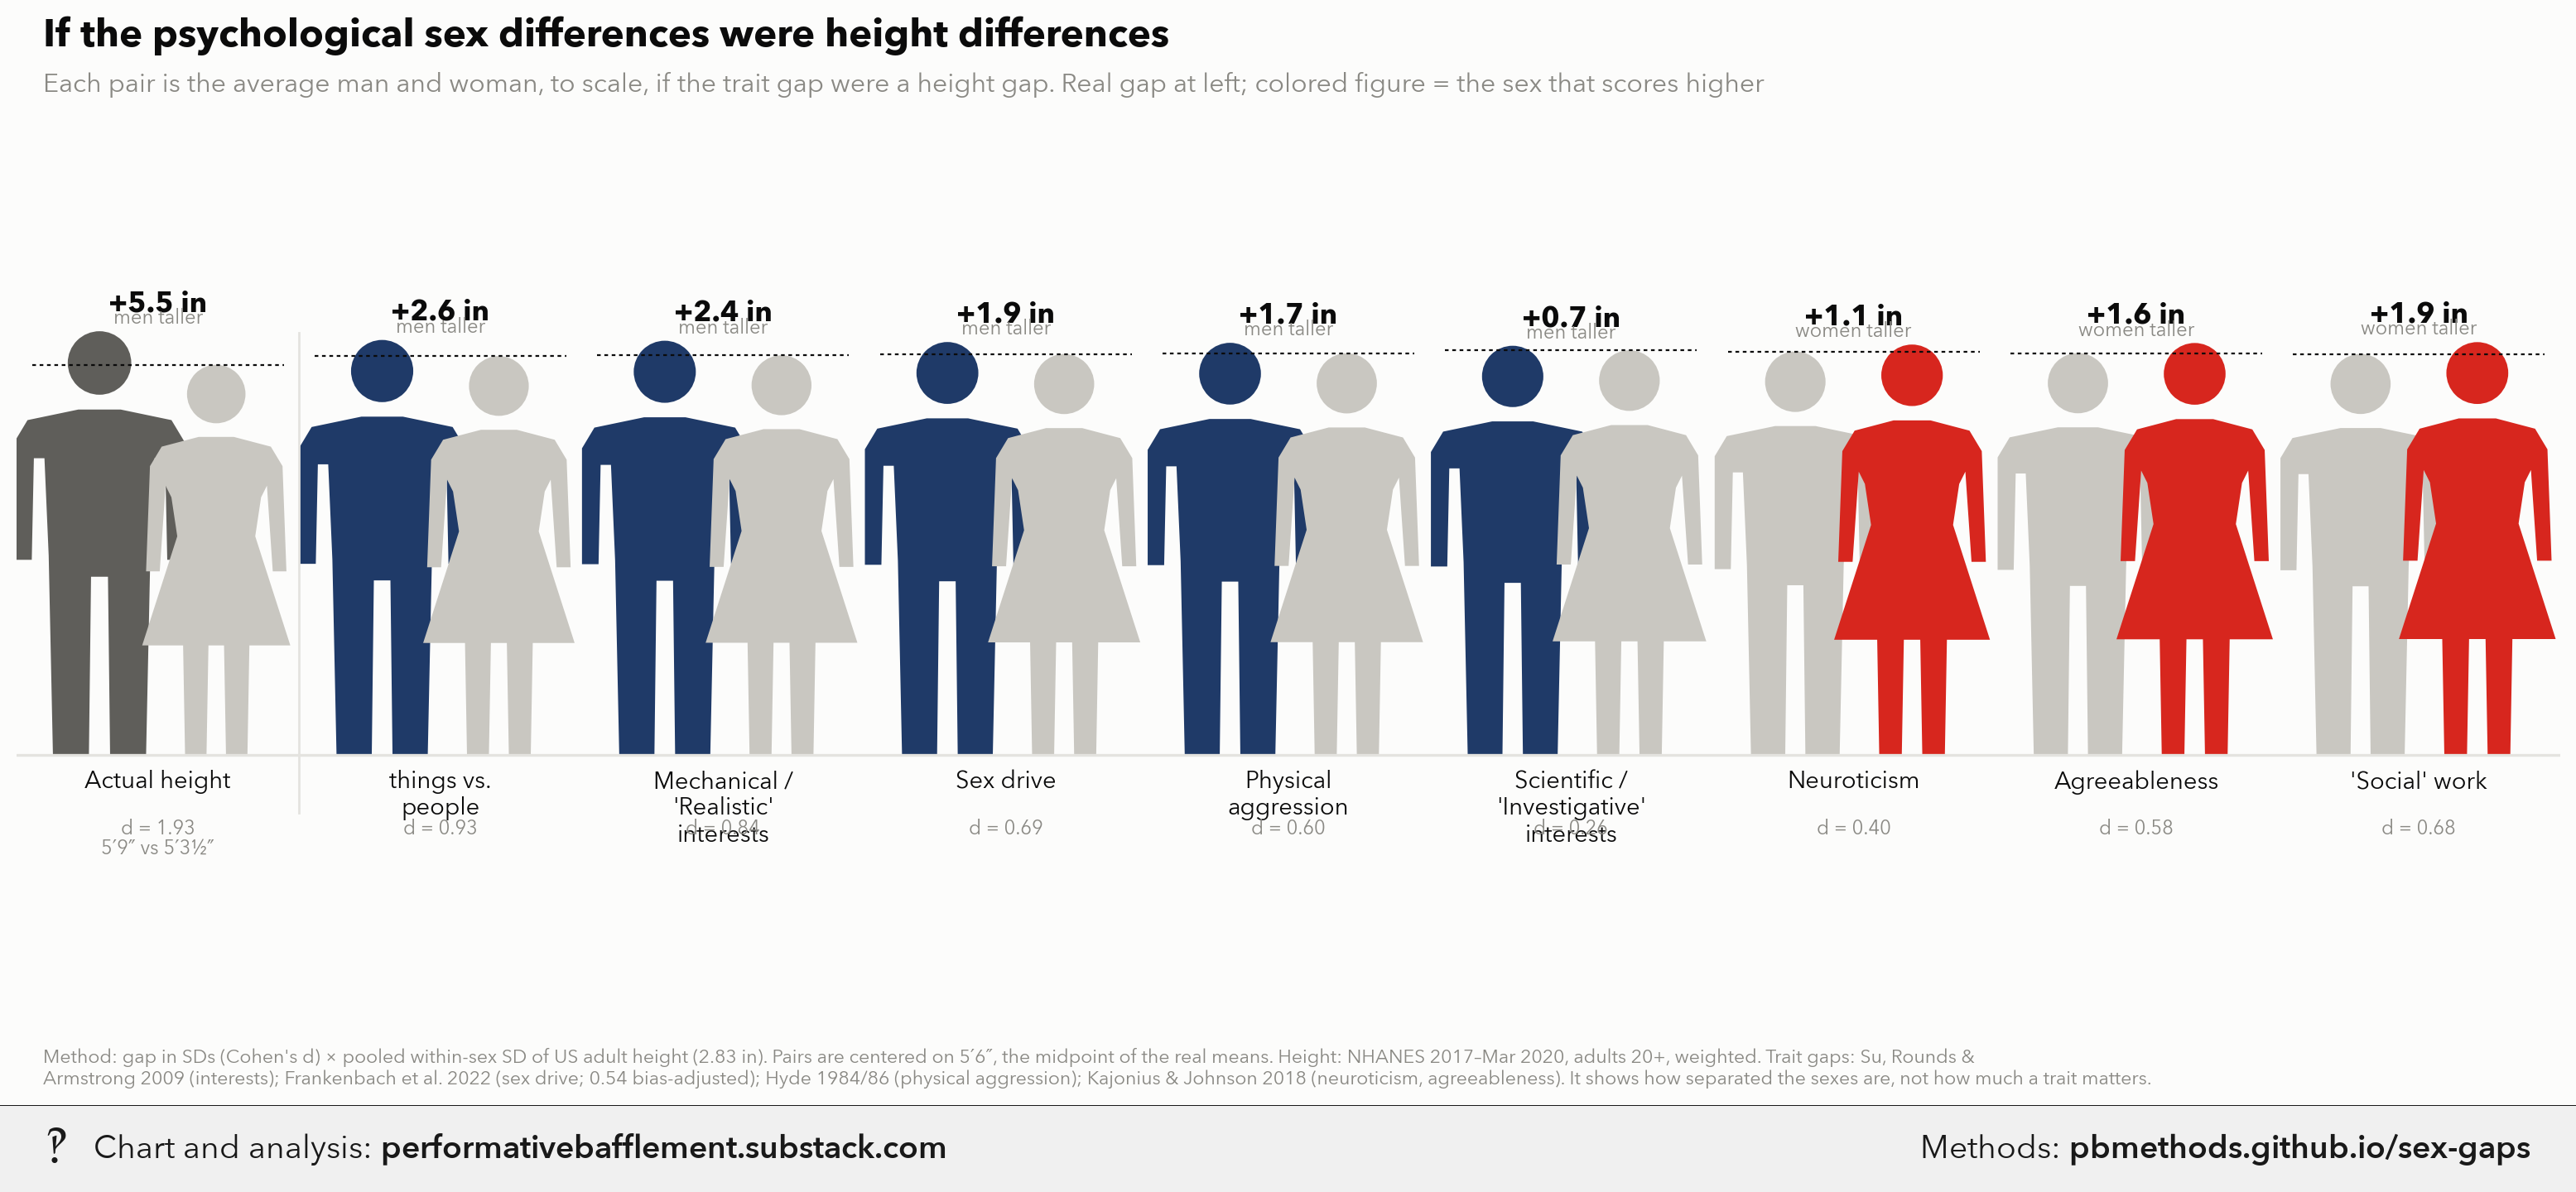 If the psychological sex differences were height differences
Each pair is the average man and woman, to scale, if the trait gap were a height gap. Real gap at left; colored figure = the sex that scores higher
+5.5 in
men taller
+2.6 in
men taller
+2.4 in
men taller
+1.9 in
men taller
+1.7 in
men taller
+0.7 in
men taller
+1.1 in
women taller
+1.6 in
women taller
+1.9 in
women taller
Actual height
d = 1.93
5′9″ vs 5′3½″
things vs.
people
d = 0.93
Mechanical /
'Realistic'
interests
d = 0.84
Sex drive
d = 0.69
Physical
aggression
d = 0.60
Scientific /
'Investigative'
interests
d = 0.26
Neuroticism
d = 0.40
Agreeableness
d = 0.58
'Social' work
d = 0.68
Method: gap in SDs (Cohen's d) × pooled within-sex SD of US adult height (2.83 in). Pairs are centered on 5′6″, the midpoint of the real means. Height: NHANES 2017–Mar 2020, adults 20+, weighted. Trait gaps: Su, Rounds &
Armstrong 2009 (interests); Frankenbach et al. 2022 (sex drive; 0.54 bias-adjusted); Hyde 1984/86 (physical aggression); Kajonius & Johnson 2018 (neuroticism, agreeableness). It shows how separated the sexes are, not how much a trait matters.
‽ Chart and analysis: performativebafflement.substack.com
Methods: pbmethods.github.io/sex-gaps